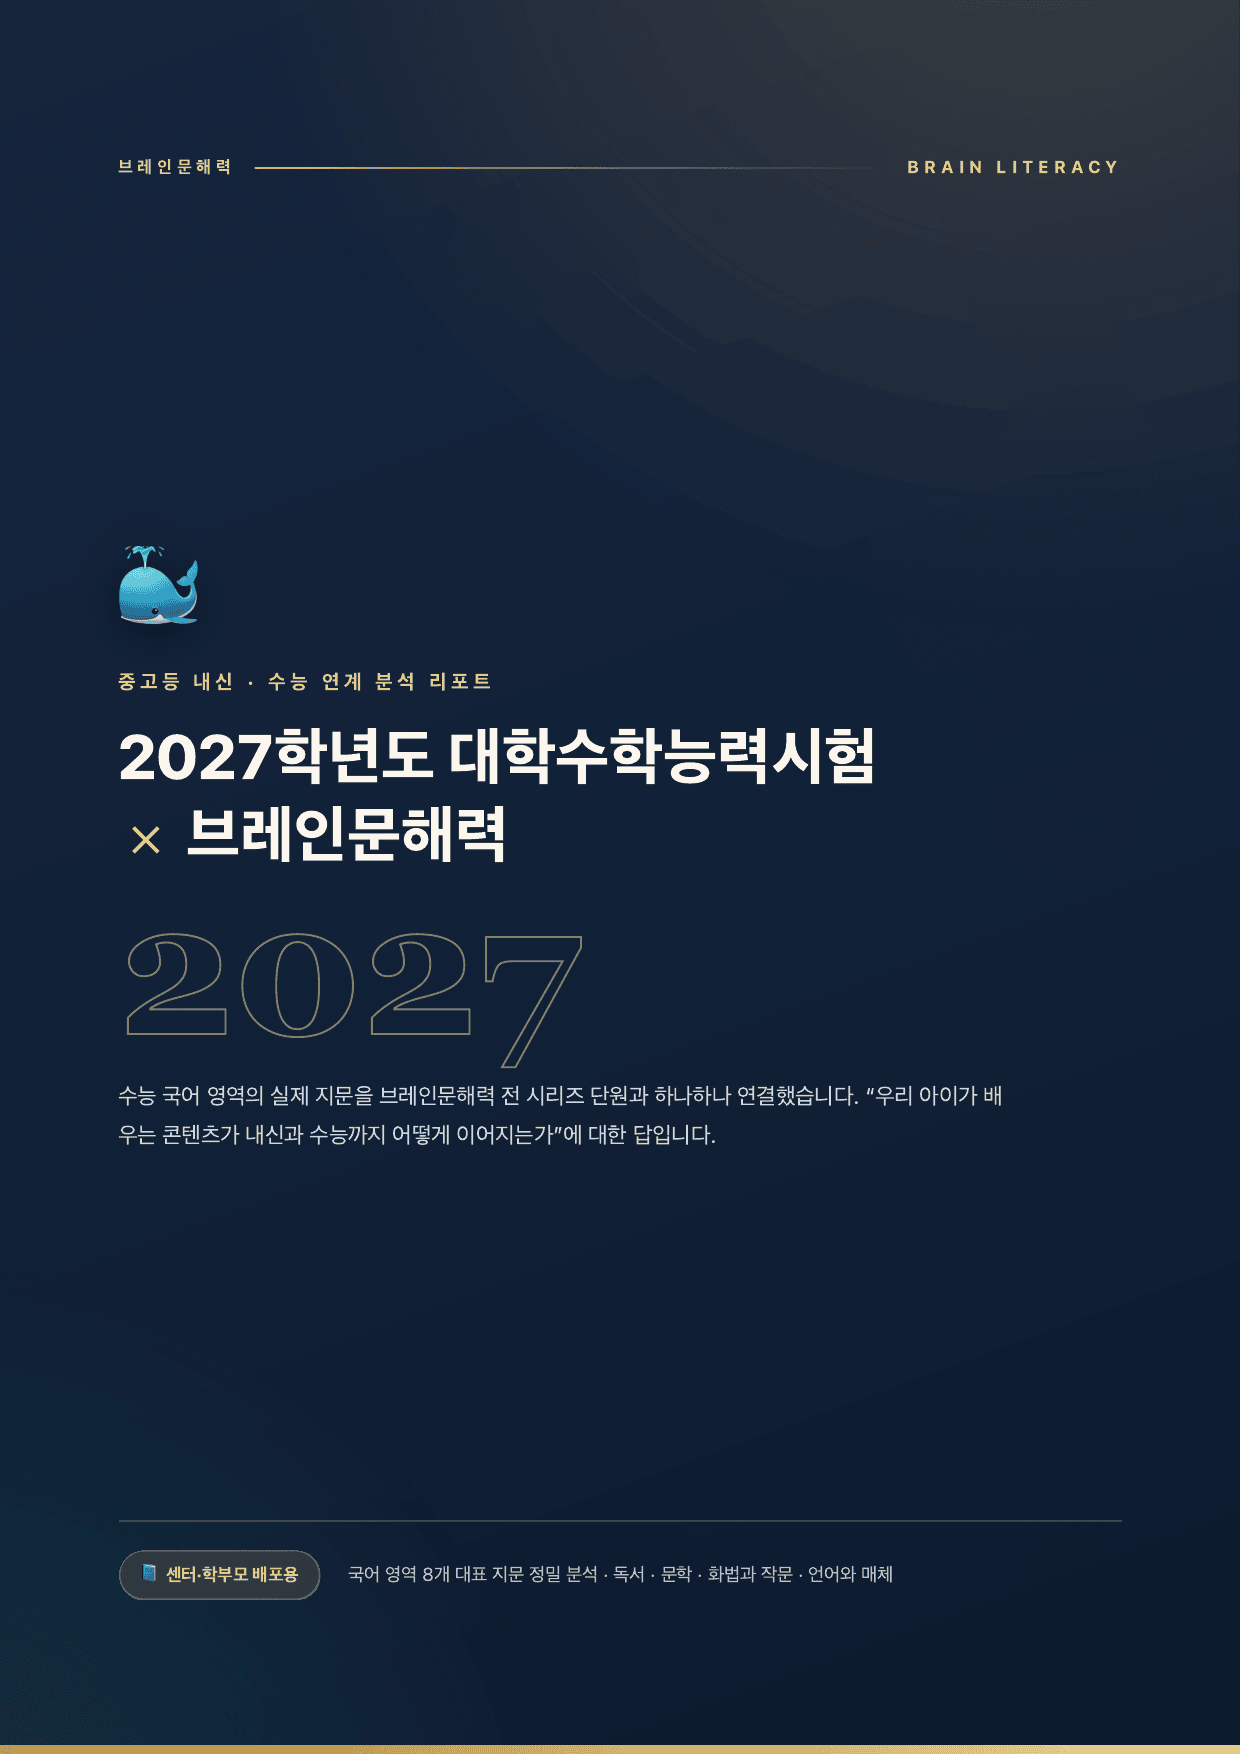 브레인문해력
BRAIN LITERACY
중고등 내신 · 수능 연계 분석 리포트
2027학년도 대학수학능력시험
× 브레인문해력
2027
수능 국어 영역의 실제 지문을 브레인문해력 전 시리즈 단원과 하나하나 연결했습니다. “우리 아이가 배
우는 콘텐츠가 내신과 수능까지 어떻게 이어지는가”에 대한 답입니다.
센터·학부모 배포용
국어 영역 8개 대표 지문 정밀 분석 · 독서 · 문학 · 화법과 작문 · 언어와 매체